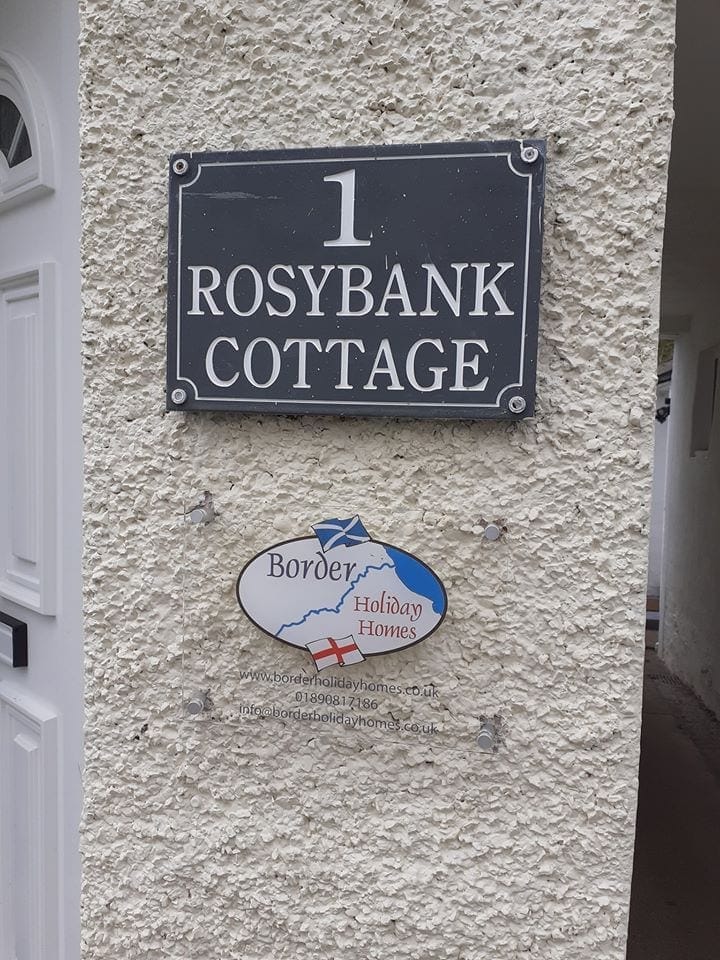 1
ROSYBANK
COTTAGE
Border
Holiday
Homes
www.borderholidayhomes.co.uk
01890817186
info@borderholidayhomes.co.uk